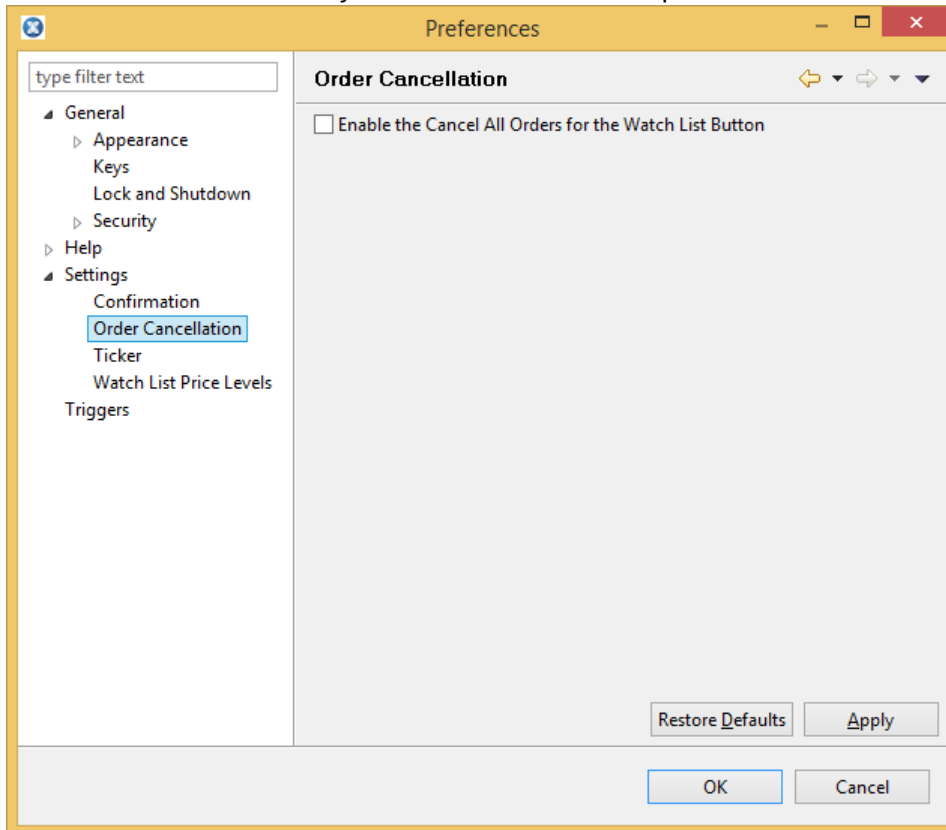 Preferences
type filter text
General
Appearance
Keys
Lock and Shutdown
Security
Help
Settings
Confirmation
Order Cancellation
Ticker
Watch List Price Levels
Triggers
Order Cancellation
Enable the Cancel All Orders for the Watch List Button
Restore Defaults
Apply
OK
Cancel